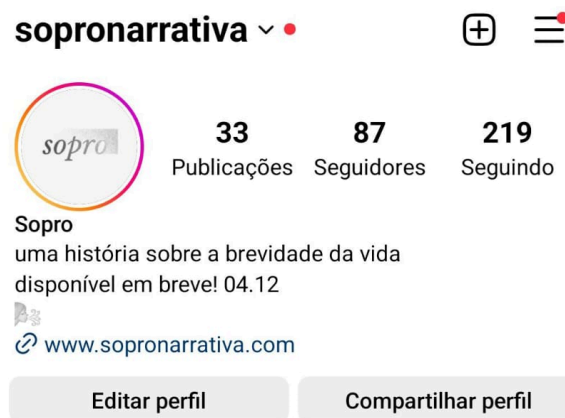 sopronarrativa
sopro
33 87 219
Publicações Seguidores Seguindo
Sopro
uma história sobre a brevidade da vida
disponível em breve! 04.12
www.sopronarrativa.com
Editar perfil Compartilhar perfil